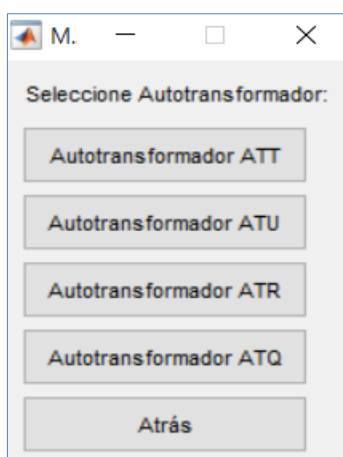 M.
Seleccione Autotransformador:
Autotransformador ATT
Autotransformador ATU
Autotransformador ATR
Autotransformador ATQ
Atrás